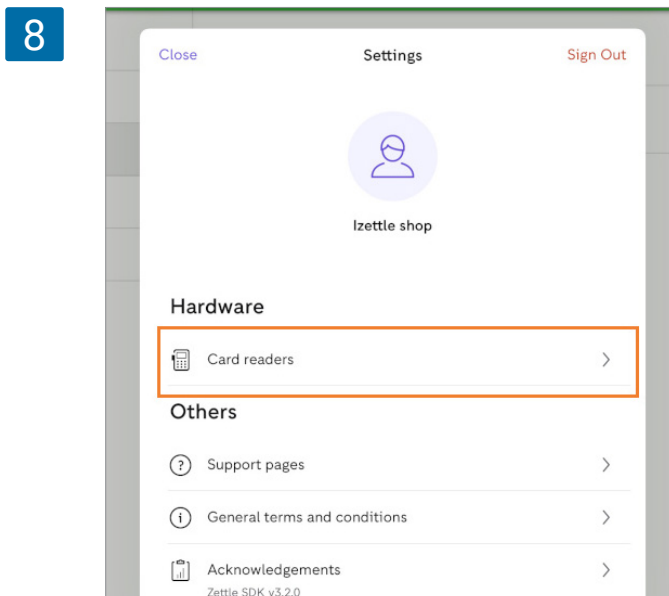 8
Close Settings Sign Out
Izettle shop
Hardware
Card readers
Others
Support pages
General terms and conditions
Acknowledgements
Zettle SDK v3.2.0